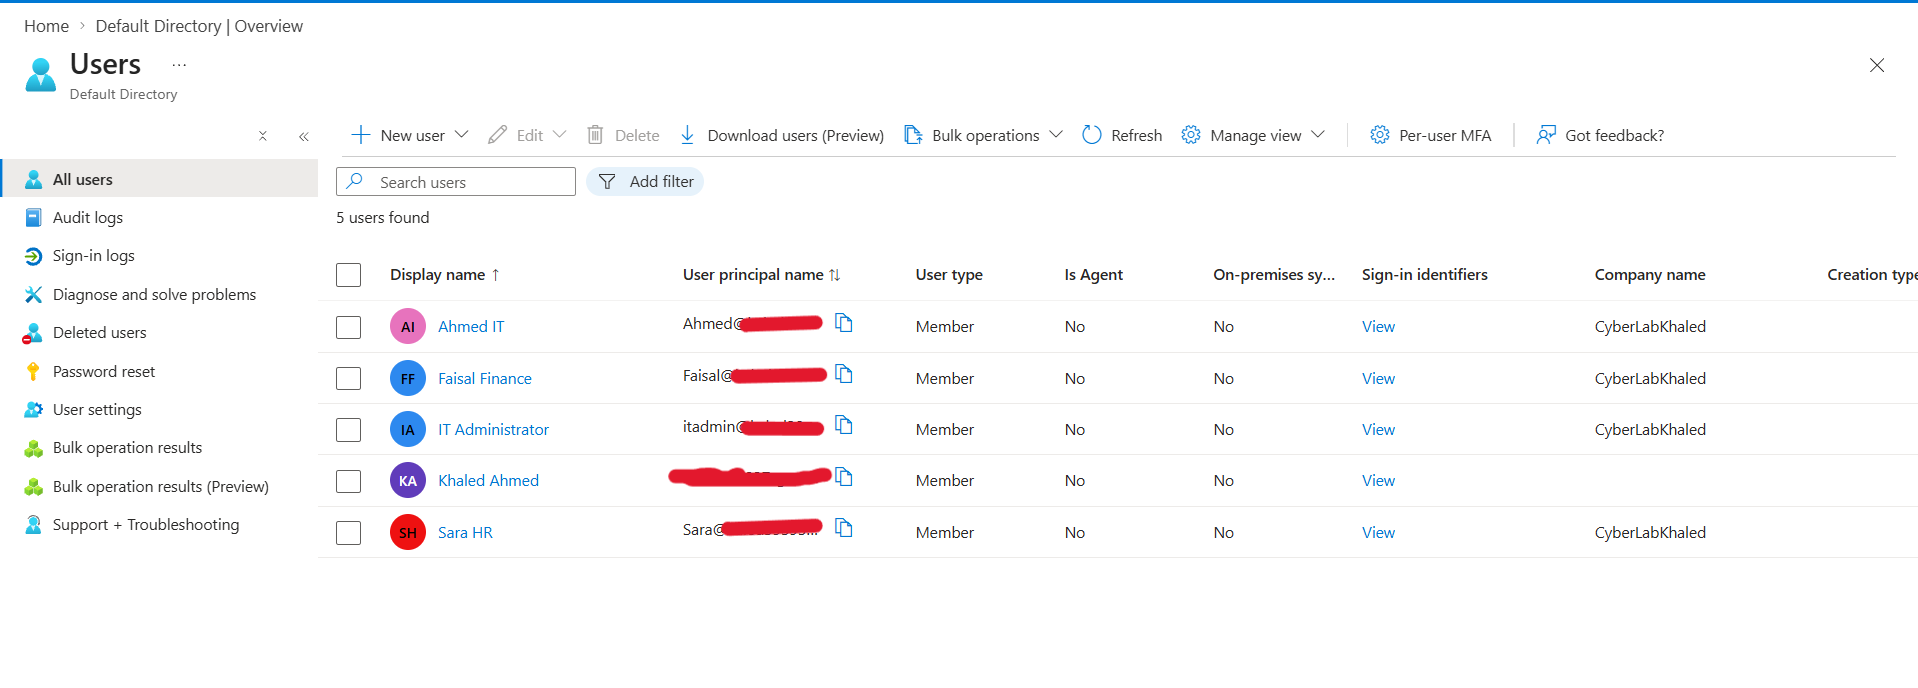 Home > Default Directory | Overview
Users ...
Default Directory
New user Edit Delete Download users (Preview) Bulk operations Refresh Manage view Per-user MFA Got feedback?
All users
Audit logs
Sign-in logs
Diagnose and solve problems
Deleted users
Password reset
User settings
Bulk operation results
Bulk operation results (Preview)
Support + Troubleshooting
Search users Add filter
5 users found
Display name ↑ User principal name ↑↓ User type Is Agent On-premises sy... Sign-in identifiers Company name Creation type
AI Ahmed IT Ahmed@ Member No No View CyberLabKhaled
FF Faisal Finance Faisal@ Member No No View CyberLabKhaled
IA IT Administrator itadmin@ Member No No View CyberLabKhaled
KA Khaled Ahmed Member No No View
SH Sara HR Sara@ Member No No View CyberLabKhaled